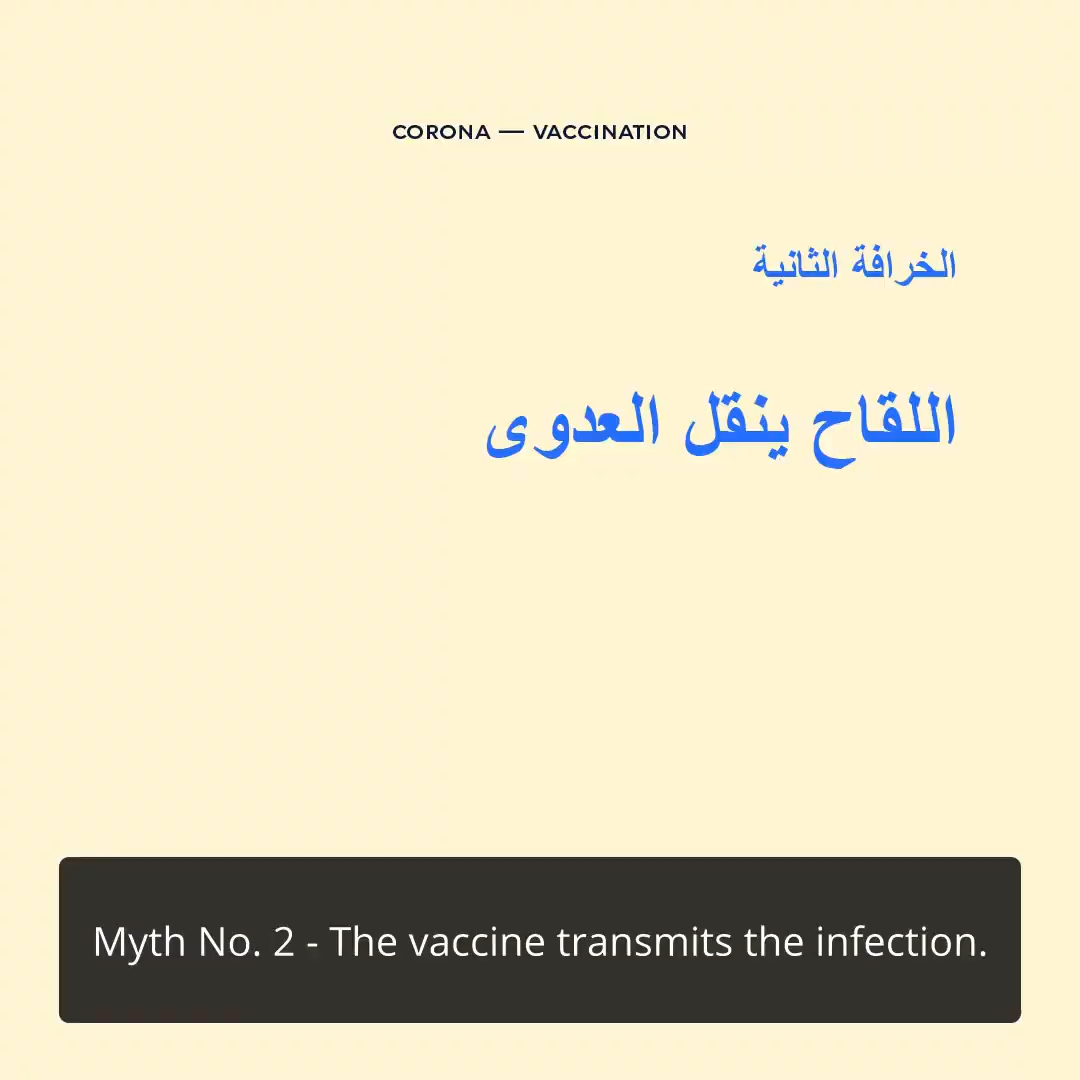 CORONA — VACCINATION
الخرافة الثانية
اللقاح ينقل العدوى
Myth No. 2 - The vaccine transmits the infection.